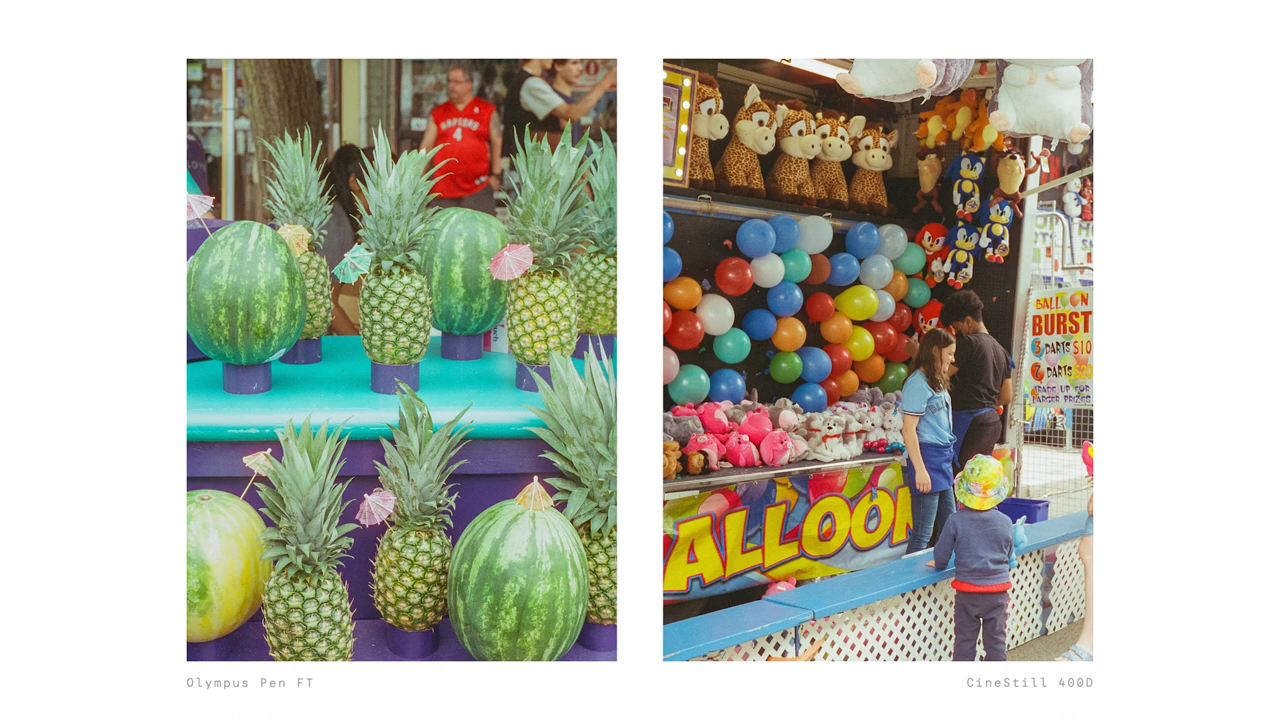 RAPTORS
4
BALLOON
BURST
3 DARTS $10
7 DARTS $20
TRADE UP FOR
LARGER PRIZES
ALLOON
Olympus Pen FT
CineStill 400D